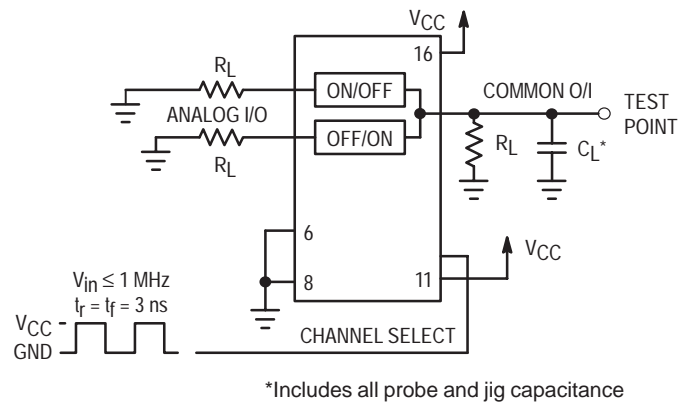 VCC
16
RL
ON/OFF
COMMON O/I
TEST
POINT
ANALOG I/O
OFF/ON
RL
RL
CL*
6
VCC
8
11
Vin ≤ 1 MHz
tr = tf = 3 ns
VCC
GND
CHANNEL SELECT
*Includes all probe and jig capacitance